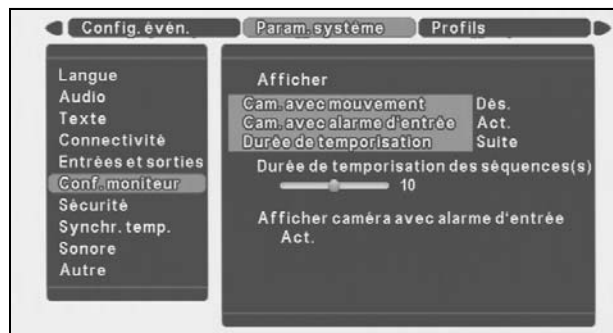 Config. évén.
Param. systéme
Profils
Langue
Audio
Texte
Connectivité
Entrées et sorties
Conf. moniteur
Sécurité
Synchr. temp.
Sonore
Autre
Afficher
Cam. avec mouvement Dés.
Cam. avec alarme d'entrée Act.
Durée de temporisation Suite
Durée de temporisation des séquences(s)
10
Afficher caméra avec alarme d'entrée
Act.